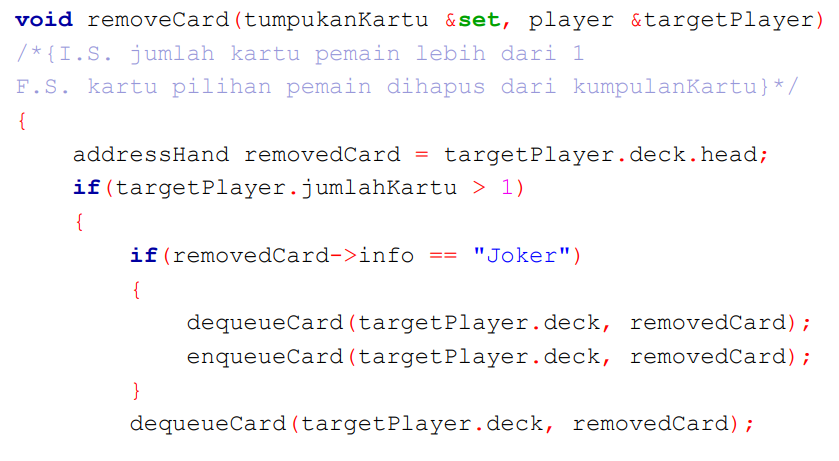 void removeCard(tumpukanKartu &set, player &targetPlayer)
/*{I.S. jumlah kartu pemain lebih dari 1
F.S. kartu pilihan pemain dihapus dari kumpulanKartu}*/
{
    addressHand removedCard = targetPlayer.deck.head;
    if(targetPlayer.jumlahKartu > 1)
    {
        if(removedCard->info == "Joker")
        {
            dequeueCard(targetPlayer.deck, removedCard);
            enqueueCard(targetPlayer.deck, removedCard);
        }
        dequeueCard(targetPlayer.deck, removedCard);